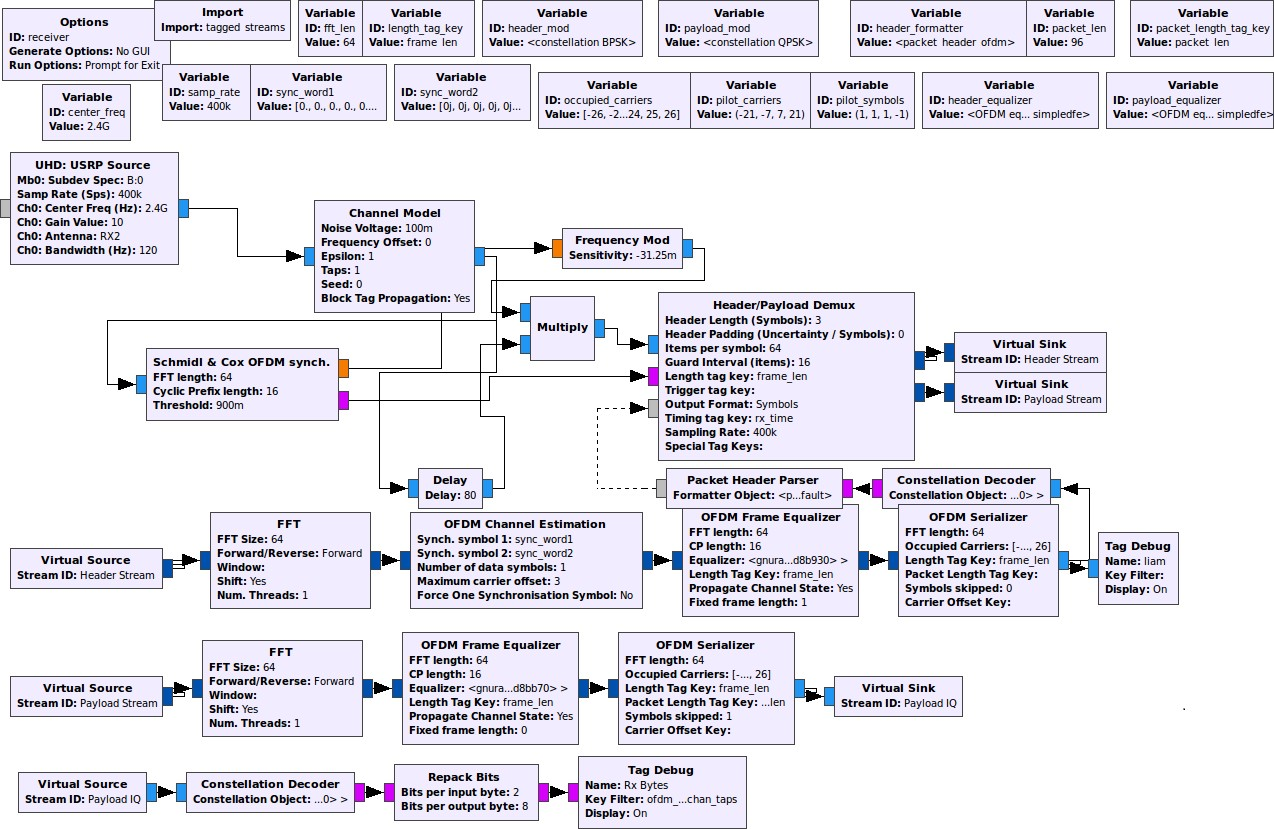 Options
ID: receiver
Generate Options: No GUI
Run Options: Prompt for Exit
Import
Import: tagged_streams
Variable
ID: fft_len
Value: 64
Variable
ID: length_tag_key
Value: frame_len
Variable
ID: header_mod
Value: <constellation BPSK>
Variable
ID: payload_mod
Value: <constellation QPSK>
Variable
ID: header_formatter
Value: <packet_header_ofdm>
Variable
ID: packet_len
Value: 96
Variable
ID: packet_length_tag_key
Value: packet_len
Variable
ID: center_freq
Value: 2.4G
Variable
ID: samp_rate
Value: 400k
Variable
ID: sync_word1
Value: [0., 0., 0., 0., 0....
Variable
ID: sync_word2
Value: [0j, 0j, 0j, 0j, 0j...
Variable
ID: occupied_carriers
Value: [-26, -2...24, 25, 26]
Variable
ID: pilot_carriers
Value: (-21, -7, 7, 21)
Variable
ID: pilot_symbols
Value: (1, 1, 1, -1)
Variable
ID: header_equalizer
Value: <OFDM eq... simpledfe>
Variable
ID: payload_equalizer
Value: <OFDM eq... simpledfe>
UHD: USRP Source
Mb0: Subdev Spec: B:0
Samp Rate (Sps): 400k
Ch0: Center Freq (Hz): 2.4G
Ch0: Gain Value: 10
Ch0: Antenna: RX2
Ch0: Bandwidth (Hz): 120
Channel Model
Noise Voltage: 100m
Frequency Offset: 0
Epsilon: 1
Taps: 1
Seed: 0
Block Tag Propagation: Yes
Frequency Mod
Sensitivity: -31.25m
Multiply
Schmidl & Cox OFDM synch.
FFT length: 64
Cyclic Prefix length: 16
Threshold: 900m
Header/Payload Demux
Header Length (Symbols): 3
Header Padding (Uncertainty / Symbols): 0
Items per symbol: 64
Guard Interval (items): 16
Length tag key: frame_len
Trigger tag key:
Output Format: Symbols
Timing tag key: rx_time
Sampling Rate: 400k
Special Tag Keys:
Virtual Sink
Stream ID: Header Stream
Virtual Sink
Stream ID: Payload Stream
Delay
Delay: 80
Packet Header Parser
Formatter Object: <p...fault>
Constellation Decoder
Constellation Object: ...0> >
Virtual Source
Stream ID: Header Stream
FFT
FFT Size: 64
Forward/Reverse: Forward
Window:
Shift: Yes
Num. Threads: 1
OFDM Channel Estimation
Synch. symbol 1: sync_word1
Synch. symbol 2: sync_word2
Number of data symbols: 1
Maximum carrier offset: 3
Force One Synchronisation Symbol: No
OFDM Frame Equalizer
FFT length: 64
CP length: 16
Equalizer: <gnura...d8b930> >
Length Tag Key: frame_len
Propagate Channel State: Yes
Fixed frame length: 1
OFDM Serializer
FFT length: 64
Occupied Carriers: [-..., 26]
Length Tag Key: frame_len
Packet Length Tag Key:
Symbols skipped: 0
Carrier Offset Key:
Tag Debug
Name: liam
Key Filter:
Display: On
Virtual Source
Stream ID: Payload Stream
FFT
FFT Size: 64
Forward/Reverse: Forward
Window:
Shift: Yes
Num. Threads: 1
OFDM Frame Equalizer
FFT length: 64
CP length: 16
Equalizer: <gnura...d8bb70> >
Length Tag Key: frame_len
Propagate Channel State: Yes
Fixed frame length: 0
OFDM Serializer
FFT length: 64
Occupied Carriers: [-..., 26]
Length Tag Key: frame_len
Packet Length Tag Key: ...len
Symbols skipped: 1
Carrier Offset Key:
Virtual Sink
Stream ID: Payload IQ
Virtual Source
Stream ID: Payload IQ
Constellation Decoder
Constellation Object: ...0> >
Repack Bits
Bits per input byte: 2
Bits per output byte: 8
Tag Debug
Name: Rx Bytes
Key Filter: ofdm_...chan_taps
Display: On